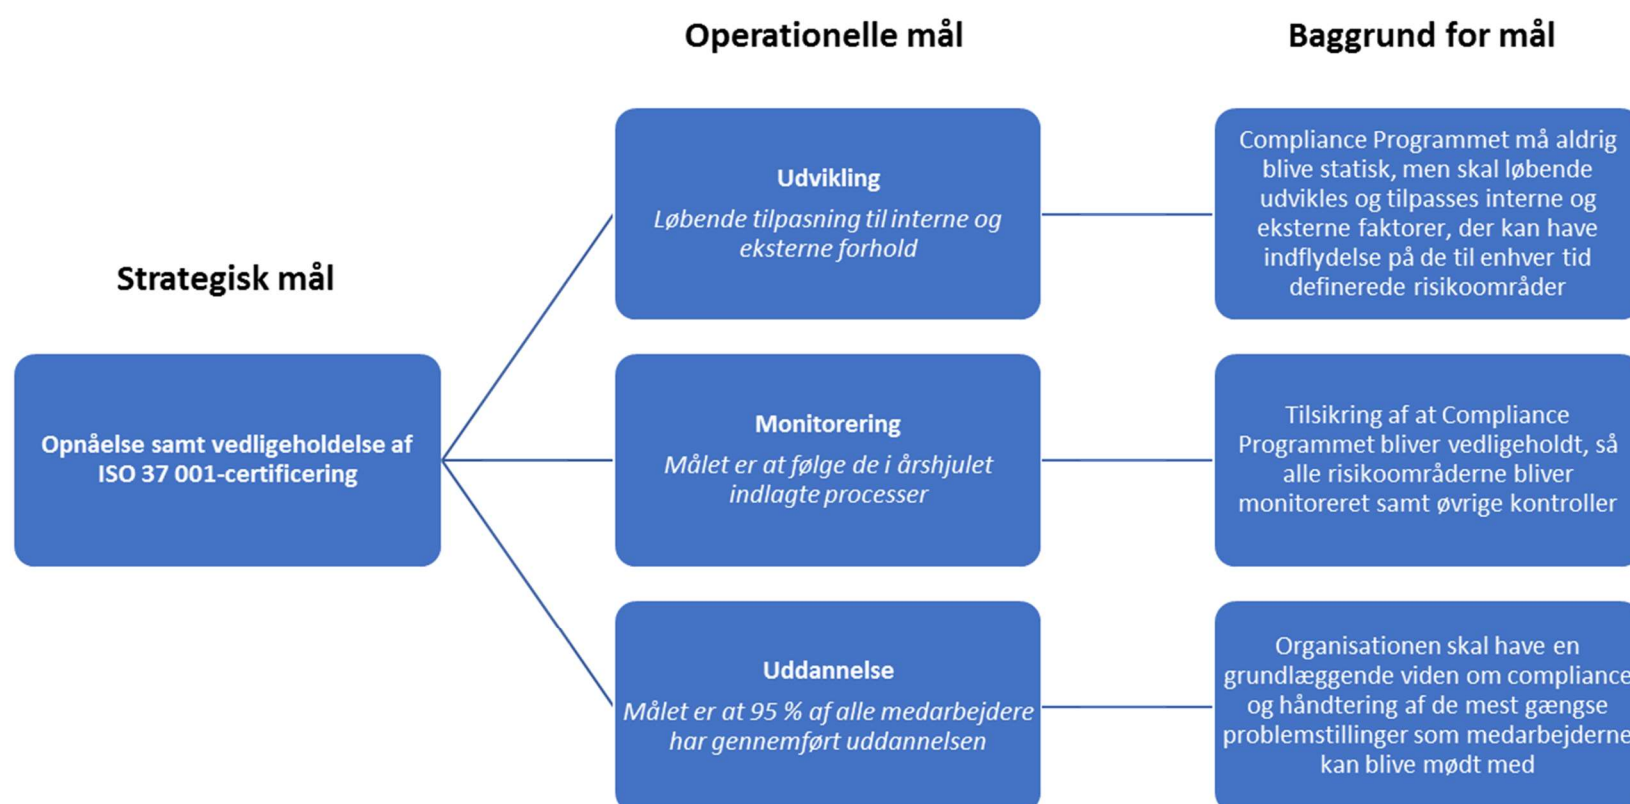 Operationelle mål
Baggrund for mål
Strategisk mål
Opnåelse samt vedligeholdelse af
ISO 37 001-certificering
Udvikling
Løbende tilpasning til interne og
eksterne forhold
Compliance Programmet må aldrig
blive statisk, men skal løbende
udvikles og tilpasses interne og
eksterne faktorer, der kan have
indflydelse på de til enhver tid
definerede risikoområder
Monitorering
Målet er at følge de i årshjulet
indlagte processer
Tilsikring af at Compliance
Programmet bliver vedligeholdt, så
alle risikoområderne bliver
monitoreret samt øvrige kontroller
Uddannelse
Målet er at 95 % af alle medarbejdere
har gennemført uddannelsen
Organisationen skal have en
grundlæggende viden om compliance
og håndtering af de mest gængse
problemstillinger som medarbejderne
kan blive mødt med